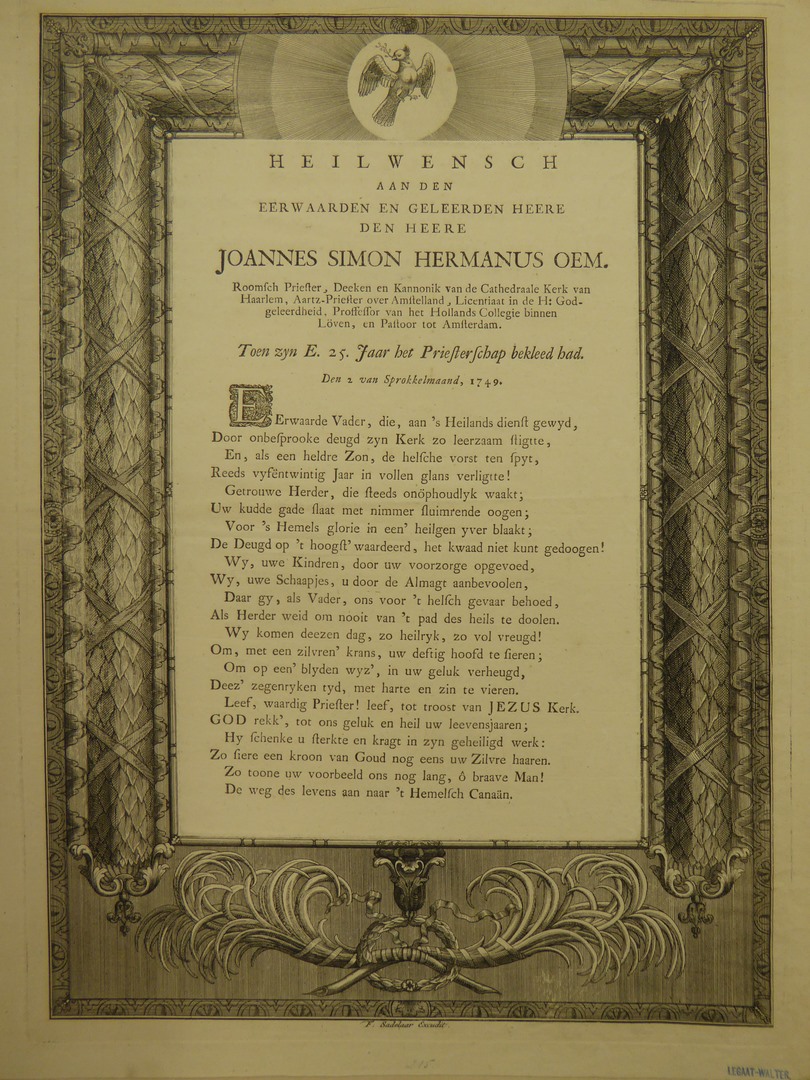 HEILWENSCH
AAN DEN
EERWAARDEN EN GELEERDEN HEERE
DEN HEERE
JOANNES SIMON HERMANUS OEM.
Roomſch Prieſter, Deeken en Kannonik van de Cathedraale Kerk van
Haarlem, Aartz-Prieſter over Amſtelland, Licentiaat in de H: God-
geleerdheid, Profeſſor van het Hollands Collegie binnen
Löven, en Paſtoor tot Amſterdam.
Toen zyn E. 25. Jaar het Prieſterſchap bekleed had.
Den 2 van Sprokkelmaand, 1749.
EErwaarde Vader, die, aan 's Heilands dienſt gewyd,
Door onbeſprooke deugd zyn Kerk zo leerzaam ſtigtte,
En, als een heldre Zon, de helſche vorst ten ſpyt,
Reeds vyfëntwintig Jaar in vollen glans verligtte!
Getrouwe Herder, die ſteeds onöphoudlyk waakt;
Uw kudde gade ſlaat met nimmer ſluimrende oogen;
Voor 's Hemels glorie in een' heilgen yver blaakt;
De Deugd op 't hoogſt' waardeerd, het kwaad niet kunt gedoogen!
Wy, uwe Kindren, door uw voorzorge opgevoed,
Wy, uwe Schaapjes, u door de Almagt aanbevoolen,
Daar gy, als Vader, ons voor 't helſch gevaar behoed,
Als Herder weid om nooit van 't pad des heils te doolen.
Wy komen deezen dag, zo heilryk, zo vol vreugd!
Om, met een zilvren' krans, uw deftig hoofd te ſieren;
Om op een' blyden wyz', in uw geluk verheugd,
Deez' zegenryken tyd, met harte en zin te vieren.
Leef, waardig Prieſter! leef, tot troost van JEZUS Kerk.
GOD rekk', tot ons geluk en heil uw leevensjaaren;
Hy ſchenke u ſterkte en kragt in zyn geheiligd werk:
Zo ſiere een kroon van Goud nog eens uw Zilvre haaren.
Zo toone uw voorbeeld ons nog lang, ô braave Man!
De weg des levens aan naar 't Hemelſch Canaän.
F. Sadelaar Excudit.
LEGAAT-WALTER